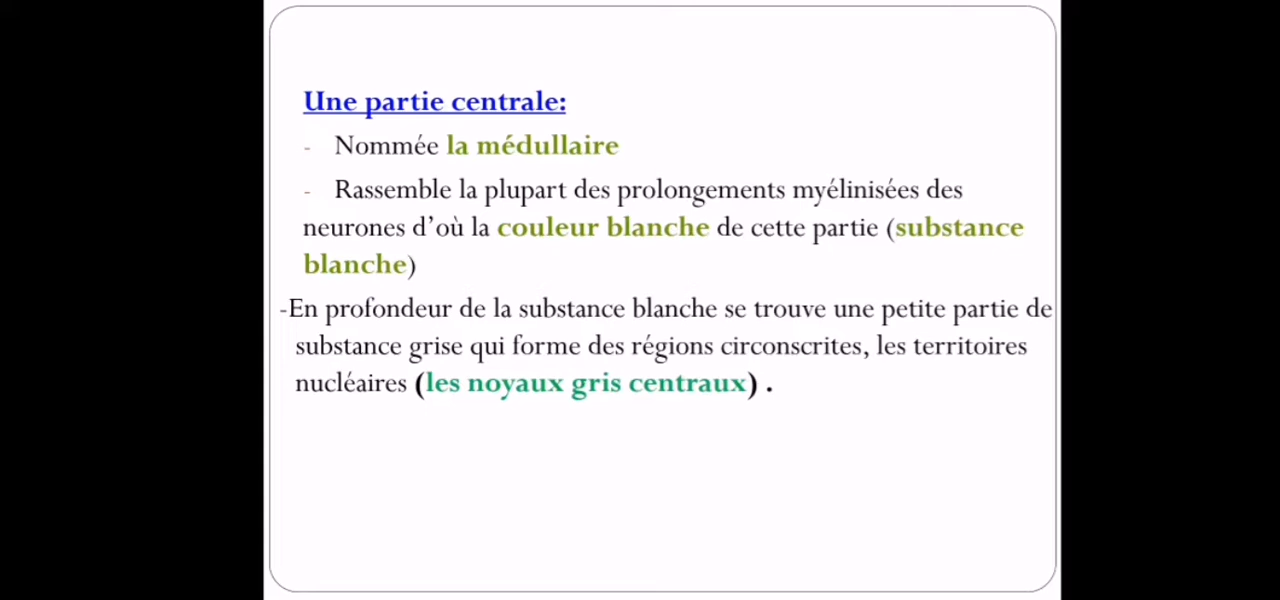 Une partie centrale:
- Nommée la médullaire
- Rassemble la plupart des prolongements myélinisées des
neurones d’où la couleur blanche de cette partie (substance
blanche)
-En profondeur de la substance blanche se trouve une petite partie de
substance grise qui forme des régions circonscrites, les territoires
nucléaires (les noyaux gris centraux) .